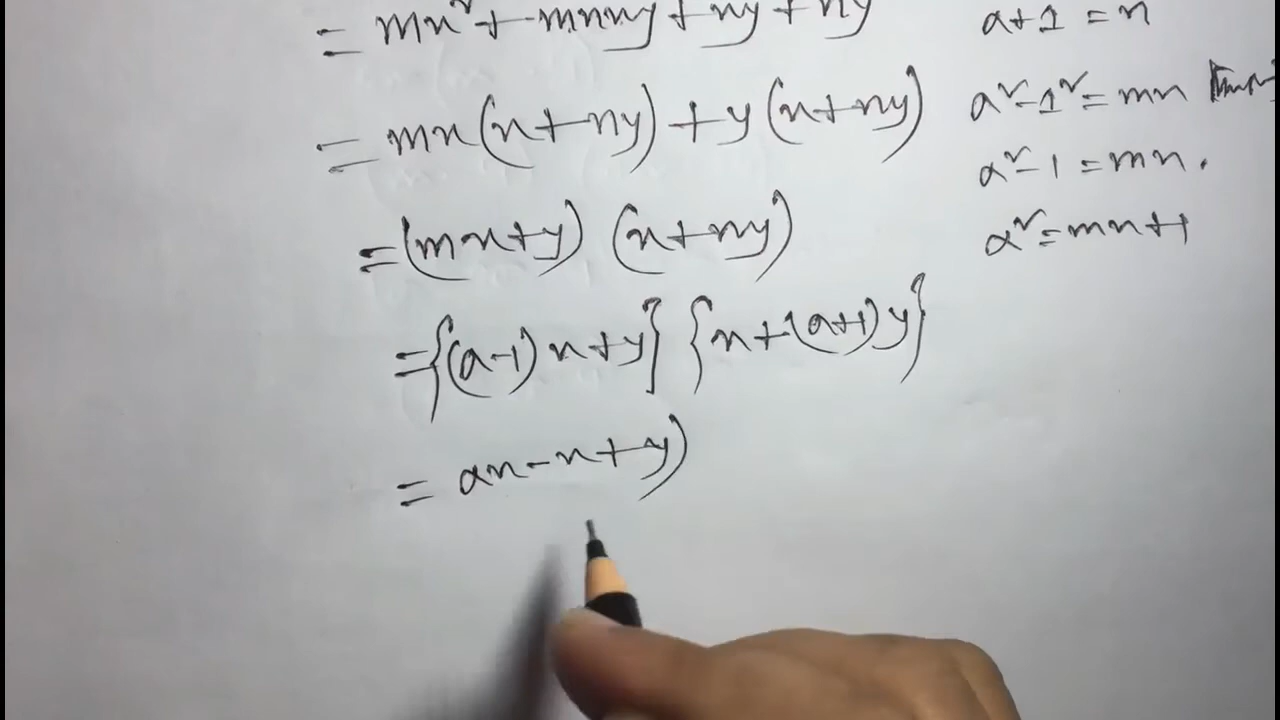 = mx² + mnxy + xy + ny
= mx(x+ny) + y(x+ny)
= (mx+y) (x+ny)
= {(a-1)x+y} {x+(a+1)y}
= ax-x+y)
a+1 = n
a²-1² = mn
a²-1 = mn.
a² = mn+1